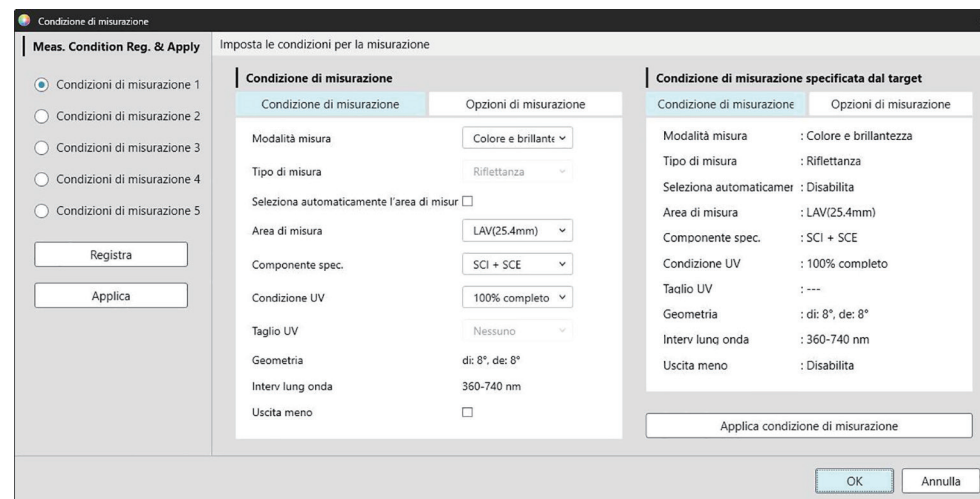 Condizione di misurazione
Meas. Condition Reg. & Apply
Condizioni di misurazione 1
Condizioni di misurazione 2
Condizioni di misurazione 3
Condizioni di misurazione 4
Condizioni di misurazione 5
Registra
Applica
Imposta le condizioni per la misurazione
Condizione di misurazione
Condizione di misurazione Opzioni di misurazione
Modalità misura Colore e brillante
Tipo di misura Riflettanza
Seleziona automaticamente l'area di misur
Area di misura LAV(25.4mm)
Componente spec. SCI + SCE
Condizione UV 100% completo
Taglio UV Nessuno
Geometria di: 8°, de: 8°
Interv lung onda 360-740 nm
Uscita meno
Condizione di misurazione specificata dal target
Condizione di misurazione Opzioni di misurazione
Modalità misura : Colore e brillantezza
Tipo di misura : Riflettanza
Seleziona automaticamer : Disabilita
Area di misura : LAV(25.4mm)
Componente spec. : SCI + SCE
Condizione UV : 100% completo
Taglio UV : ---
Geometria : di: 8°, de: 8°
Interv lung onda : 360-740 nm
Uscita meno : Disabilita
Applica condizione di misurazione
OK Annulla